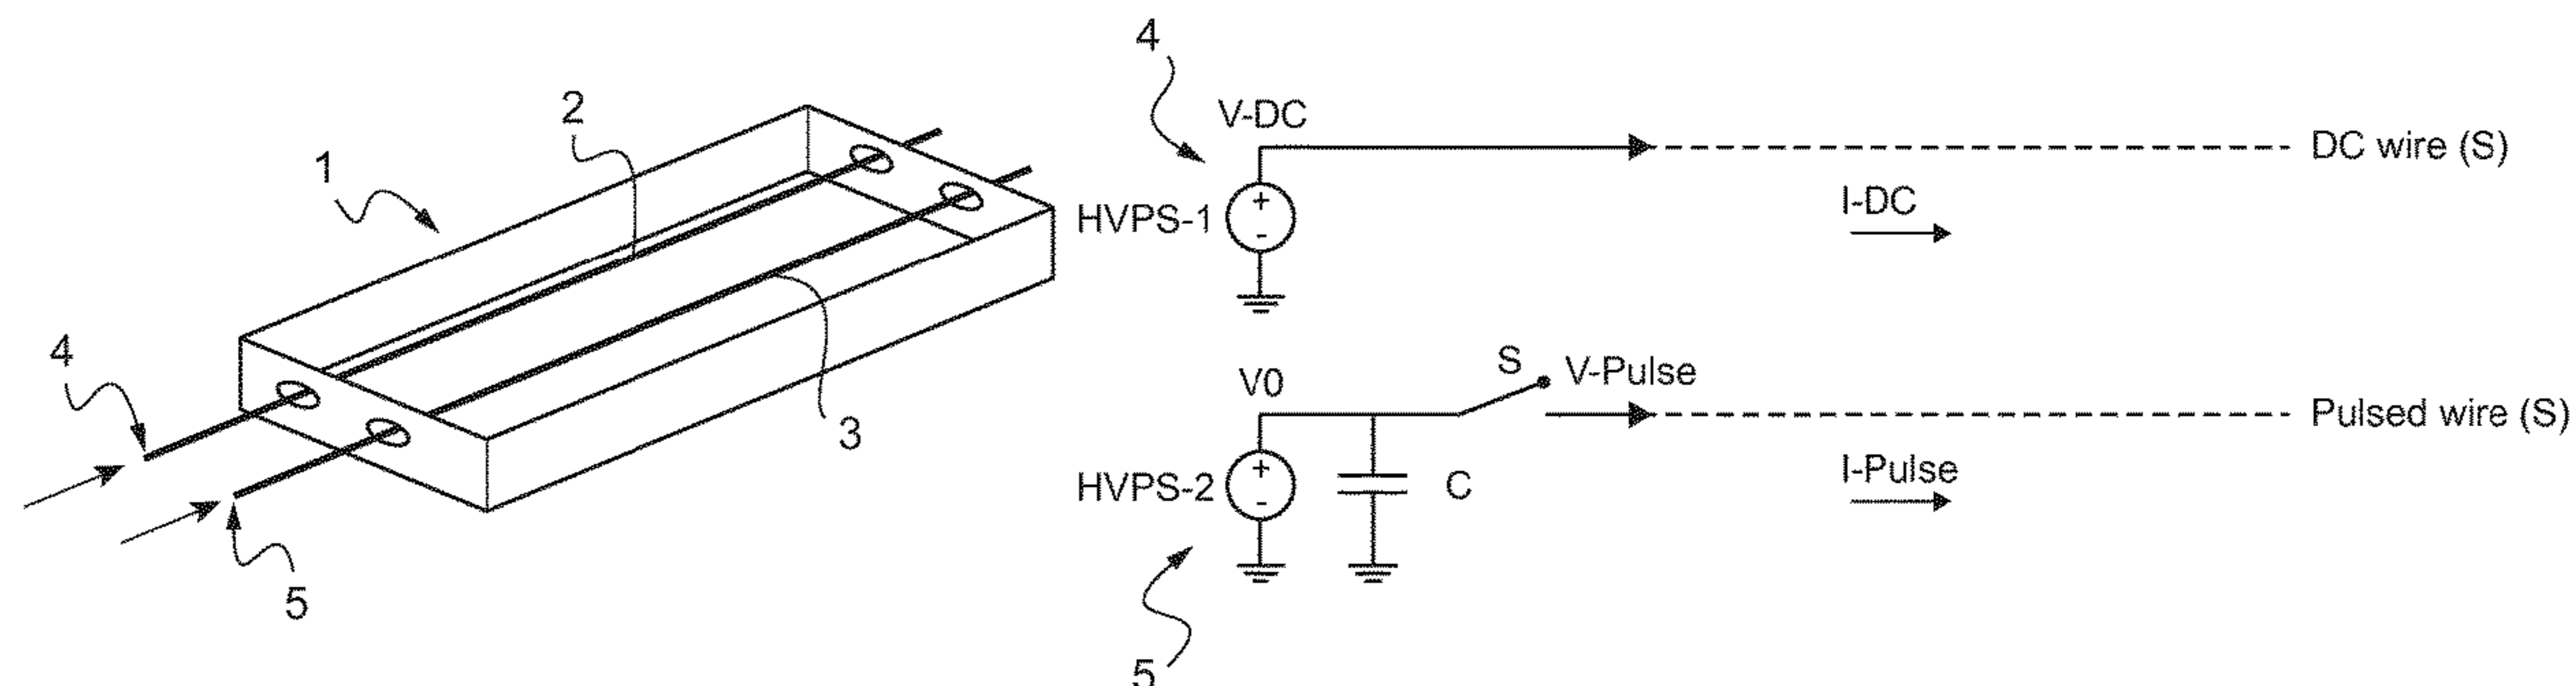 1
2
3
4
5
4
V-DC
HVPS-1
I-DC
DC wire (S)
+
-
V0
S
V-Pulse
HVPS-2
+
-
C
I-Pulse
Pulsed wire (S)
5